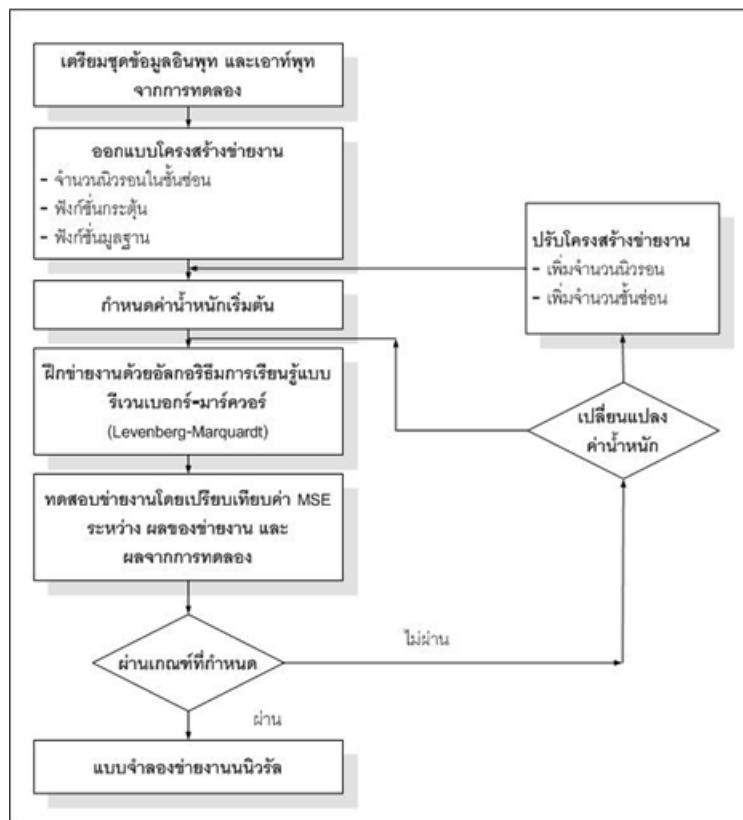 เตรียมชุดข้อมูลอินพุท และเอาท์พุท
จากการทดลอง
ออกแบบโครงสร้างข่ายงาน
- จำนวนนิวรอนในชั้นซ่อน
- ฟังก์ชั่นกระตุ้น
- ฟังก์ชั่นมูลฐาน
ปรับโครงสร้างข่ายงาน
- เพิ่มจำนวนนิวรอน
- เพิ่มจำนวนชั้นซ่อน
กำหนดค่าน้ำหนักเริ่มต้น
ฝึกข่ายงานด้วยอัลกอริธึมการเรียนรู้แบบ
รีเวนเบอกร์-มาร์ควอร์
(Levenberg-Marquardt)
เปลี่ยนแปลง
ค่าน้ำหนัก
ทดสอบข่ายงานโดยเปรียบเทียบค่า MSE
ระหว่าง ผลของข่ายงาน และ
ผลจากการทดลอง
ไม่ผ่าน
ผ่านเกณฑ์ที่กำหนด
ผ่าน
แบบจำลองข่ายงานนนิวรัล